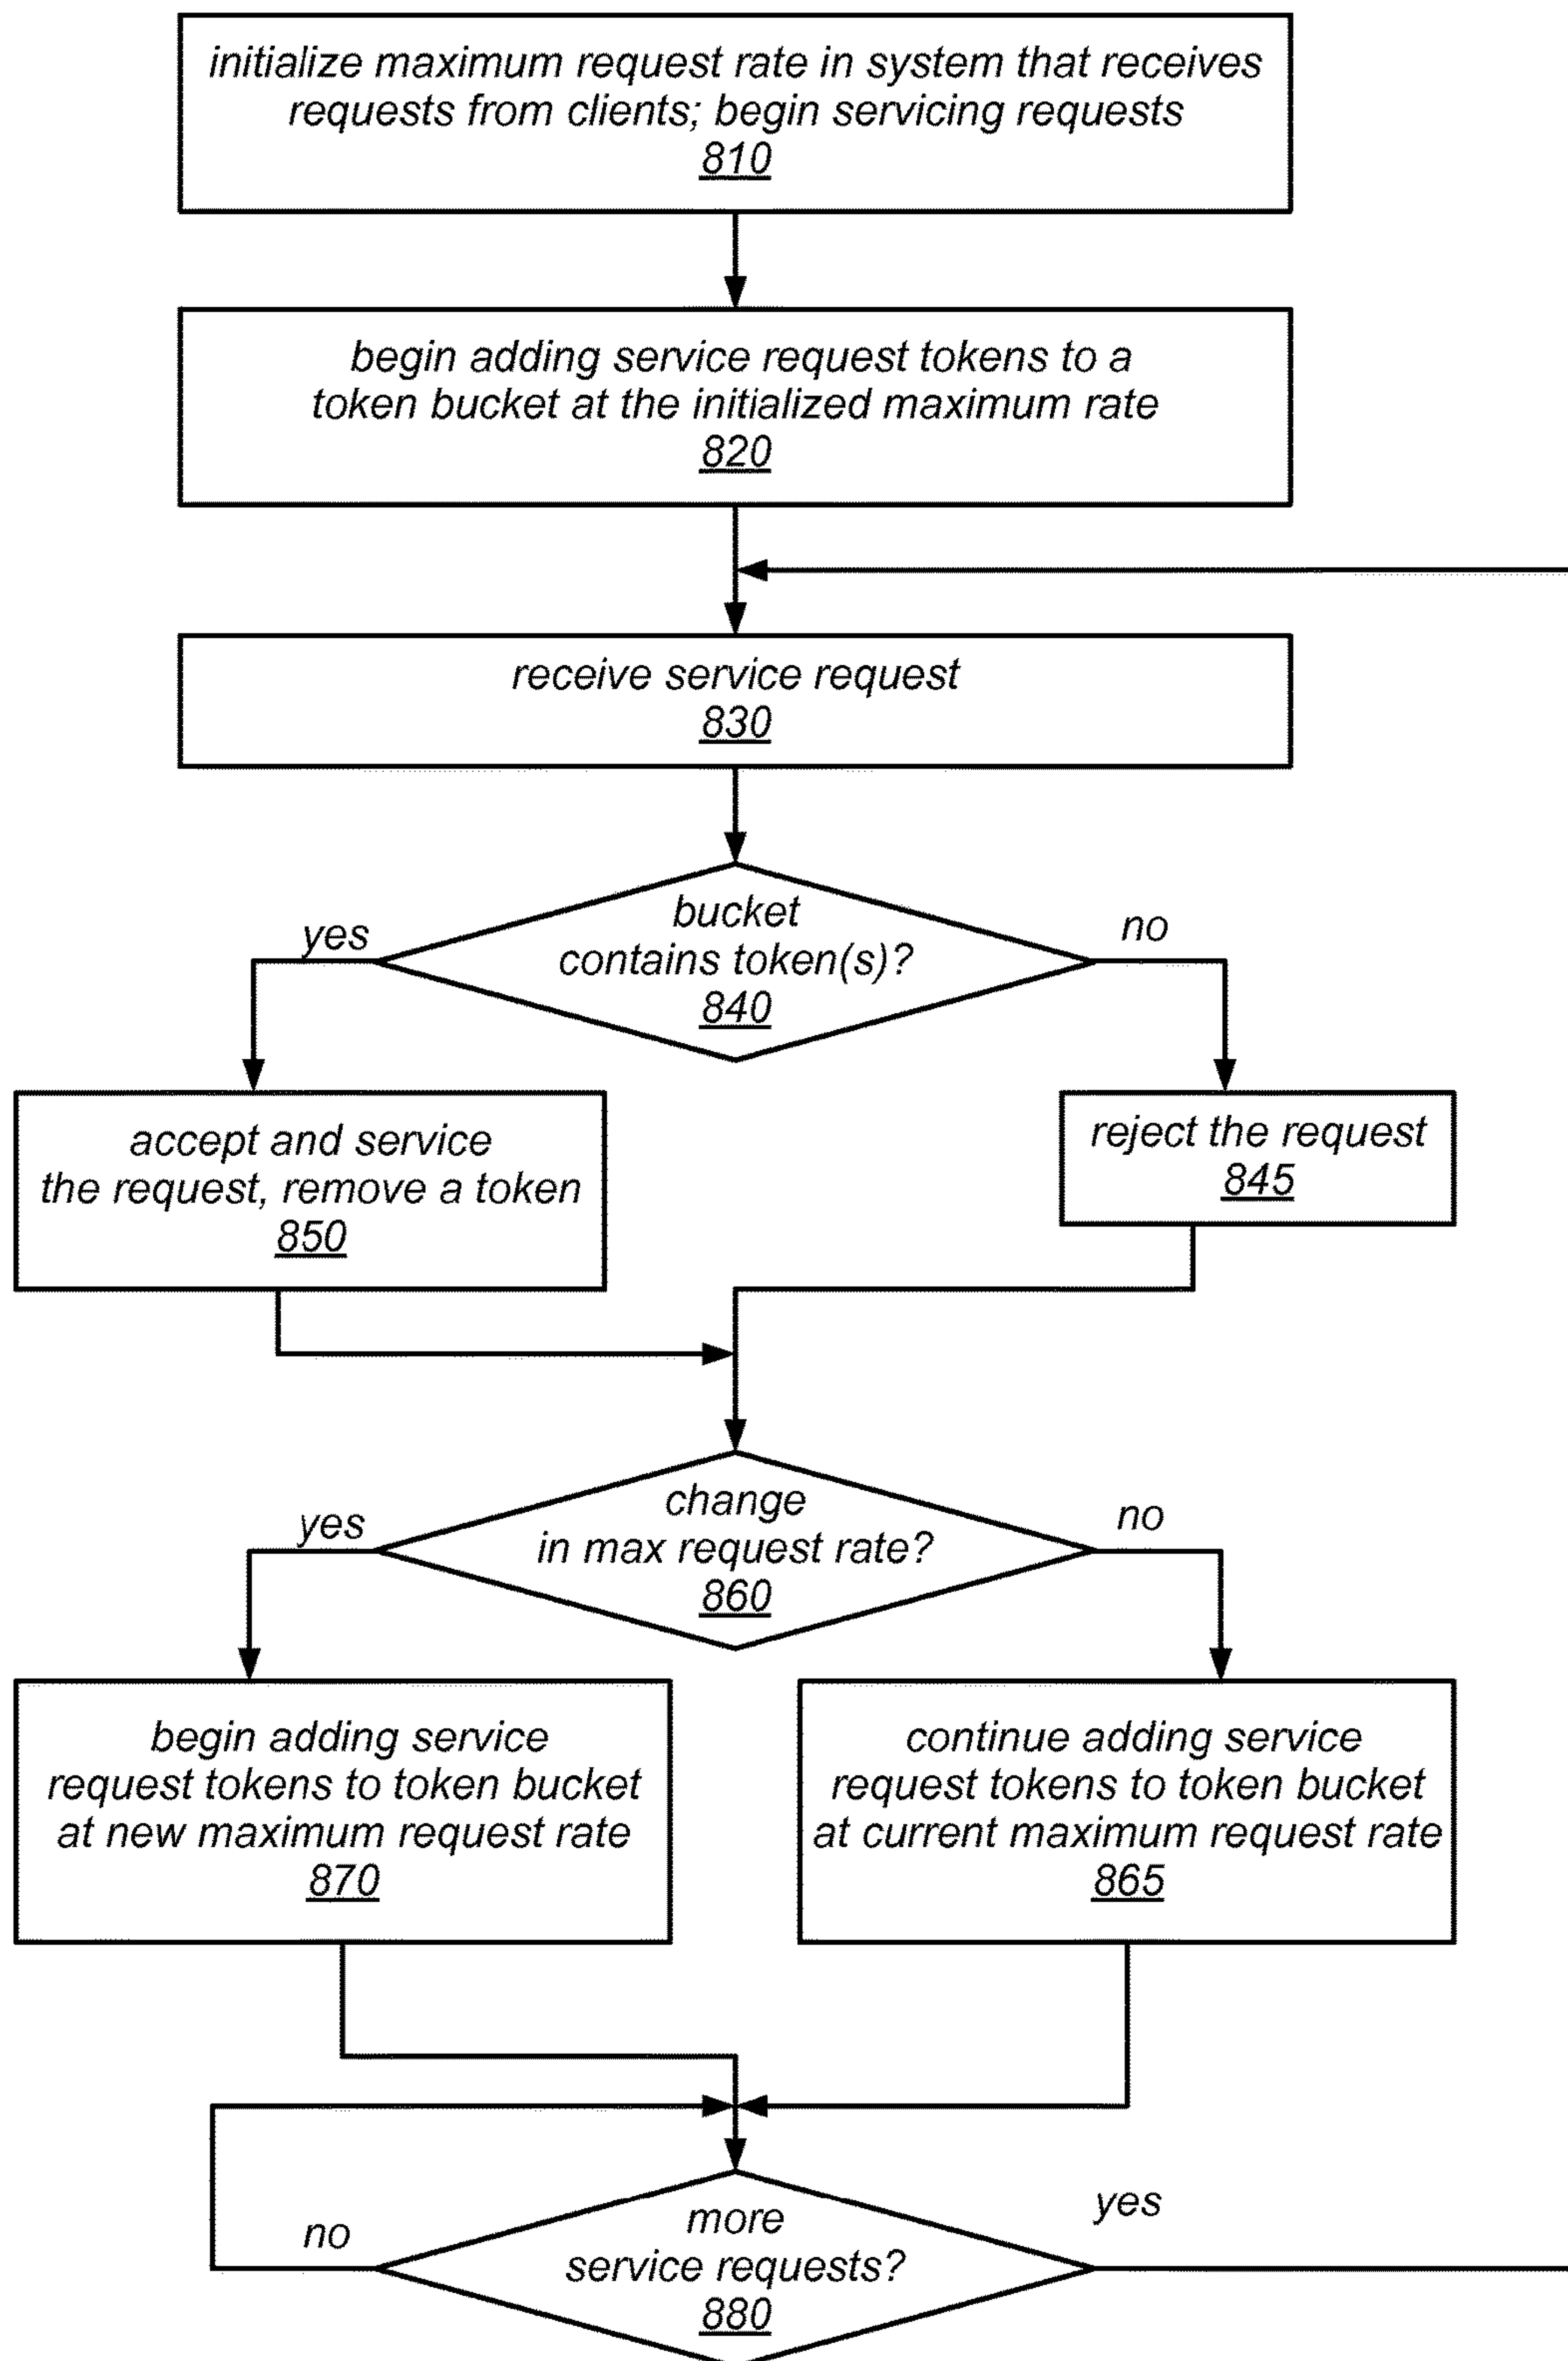 initialize maximum request rate in system that receives
requests from clients; begin servicing requests
810
begin adding service request tokens to a
token bucket at the initialized maximum rate
820
receive service request
830
bucket
contains token(s)?
840
yes
no
accept and service
the request, remove a token
850
reject the request
845
change
in max request rate?
860
yes
no
begin adding service
request tokens to token bucket
at new maximum request rate
870
continue adding service
request tokens to token bucket
at current maximum request rate
865
more
service requests?
880
no
yes